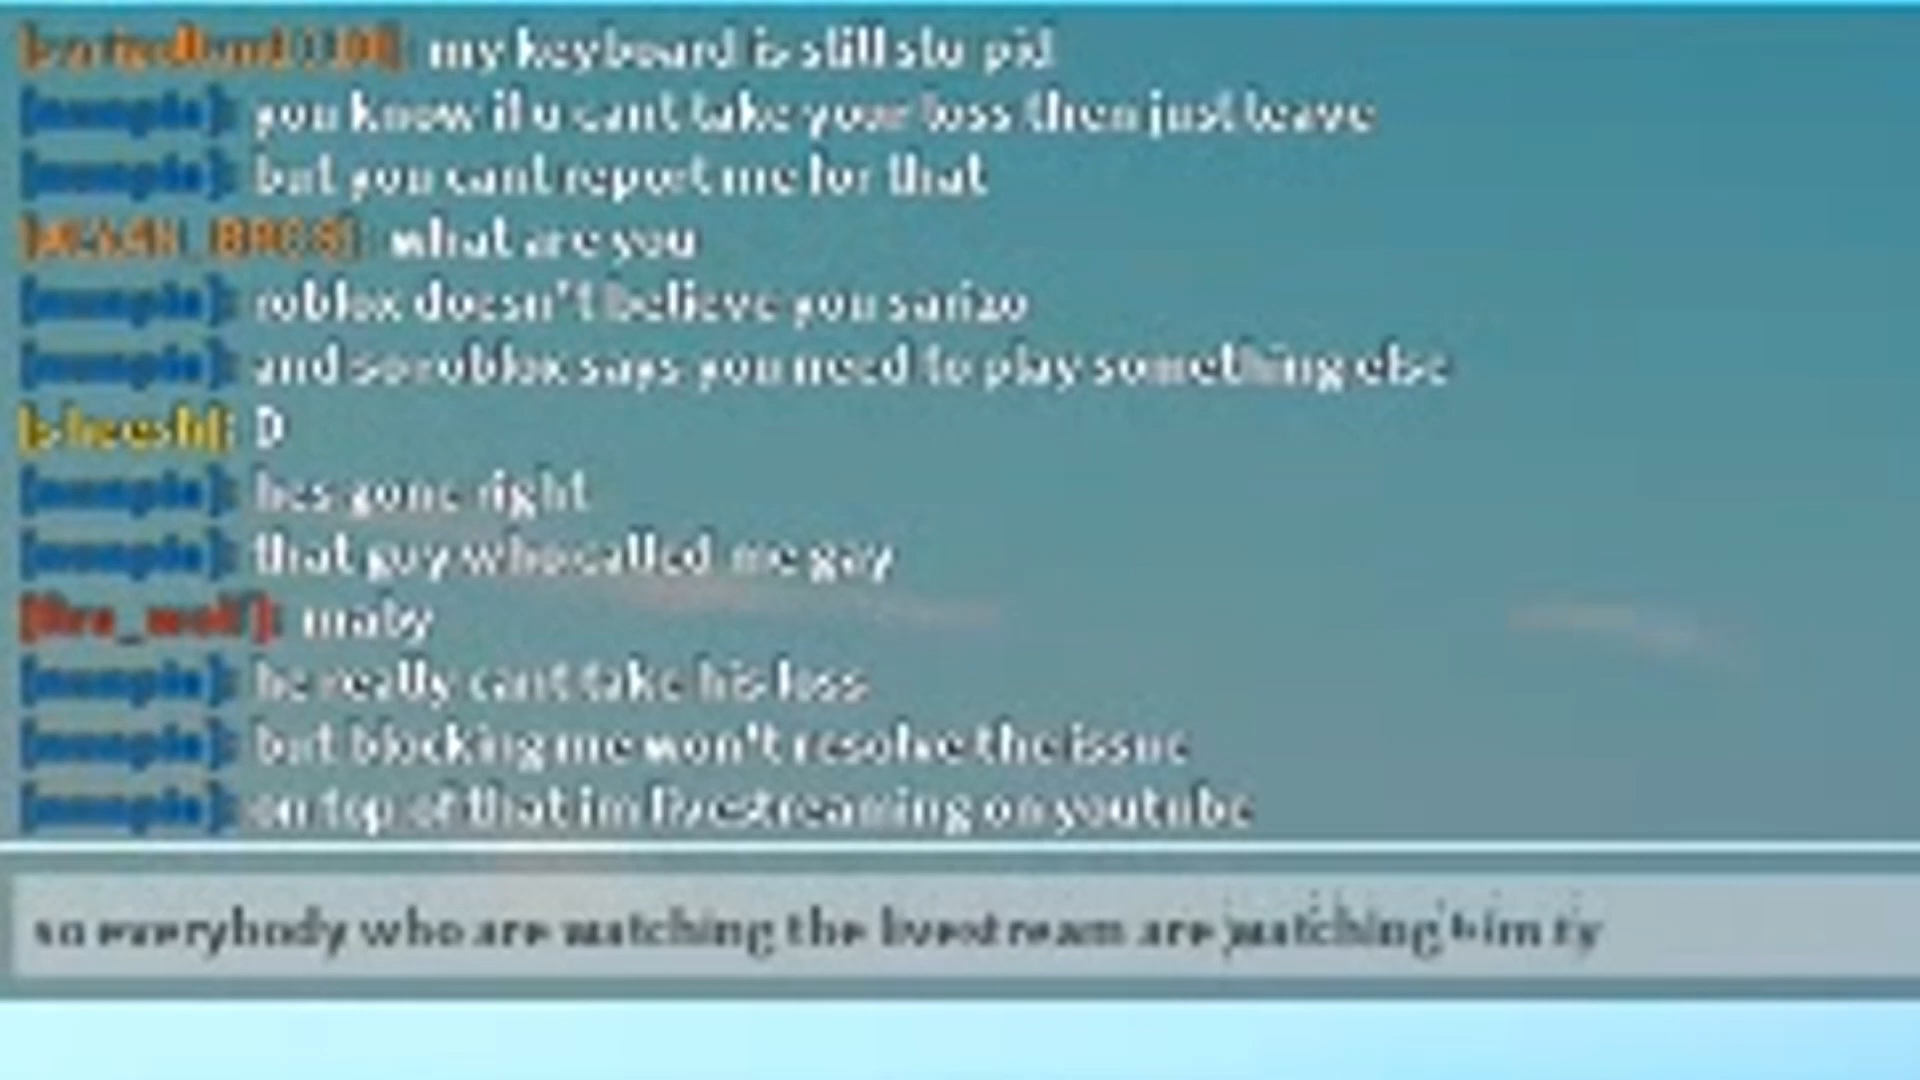 my keyboard is still stu pid
you know if u cant take your loss then just leave
but you cant report me for that
what are you
roblox doesn't believe you sarizo
and so roblox says you need to play something else
D
hes gone right
that guy who called me gay
[fire_wolf]: maby
he really cant take his loss
but blocking me won't resolve the issue
on top of that im livestreaming on youtube
so everybody who are watching the livestream are watching him